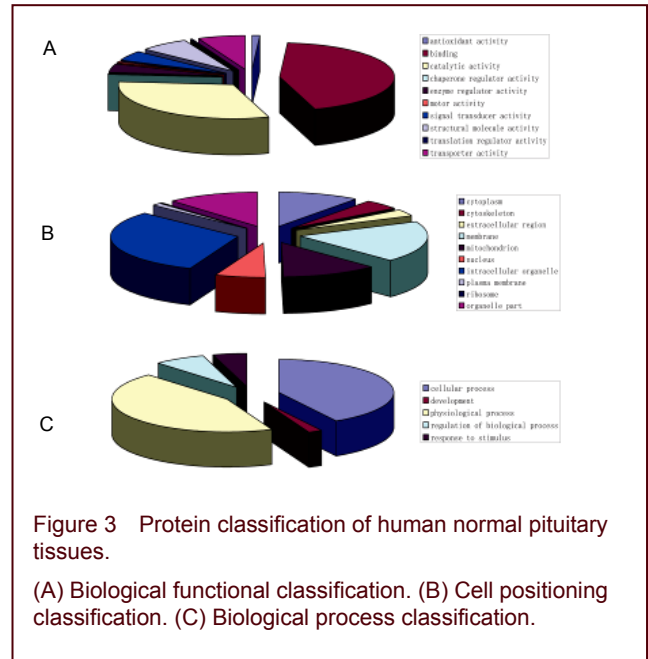 A
antioxidant activity
binding
catalytic activity
chaperone regulator activity
enzyme regulator activity
motor activity
signal transducer activity
structural molecule activity
translation regulator activity
transporter activity
B
cytoplasm
cytoskeleton
extracellular region
membrane
mitochondrion
nucleus
intracellular organelle
plasma membrane
ribosome
organelle part
C
cellular process
development
physiological process
regulation of biological process
response to stimulus
Figure 3 Protein classification of human normal pituitary
tissues.
(A) Biological functional classification. (B) Cell positioning
classification. (C) Biological process classification.